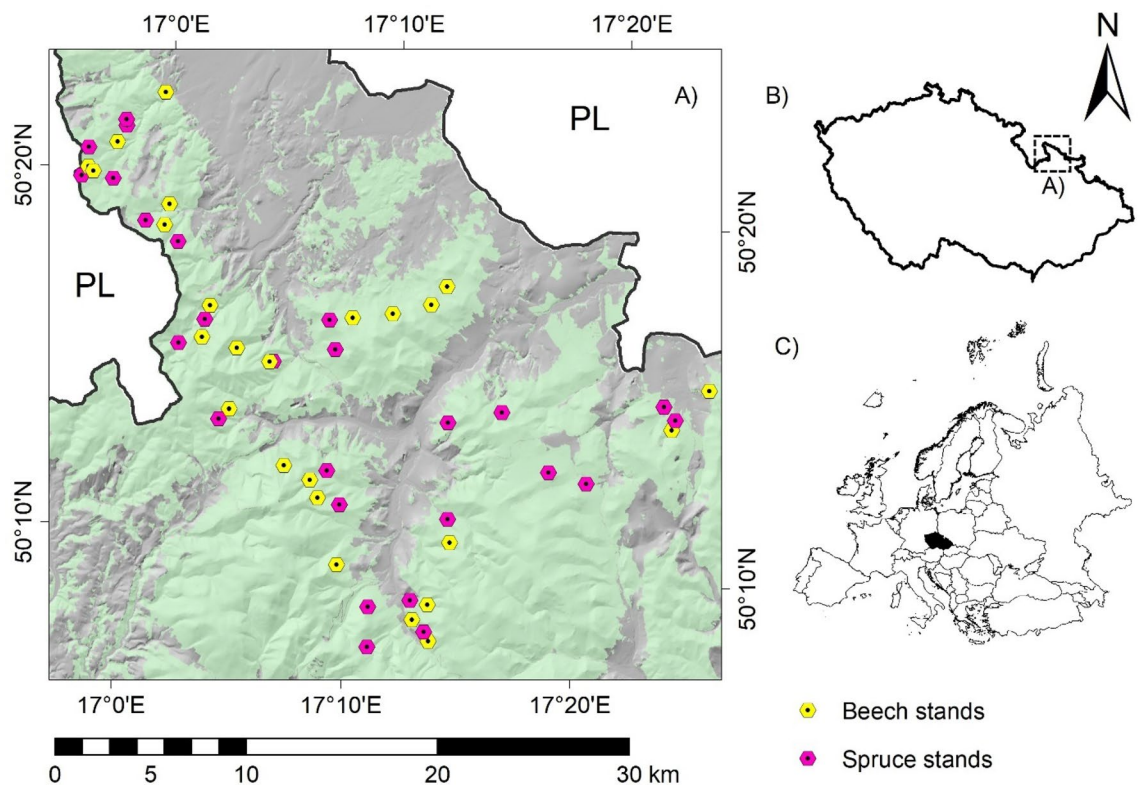 17°0'E
17°10'E
17°20'E
N
A)
B)
PL
50°20'N
A)
50°20'N
PL
C)
50°10'N
50°10'N
17°0'E
17°10'E
17°20'E
Beech stands
Spruce stands
0
5
10
20
30 km